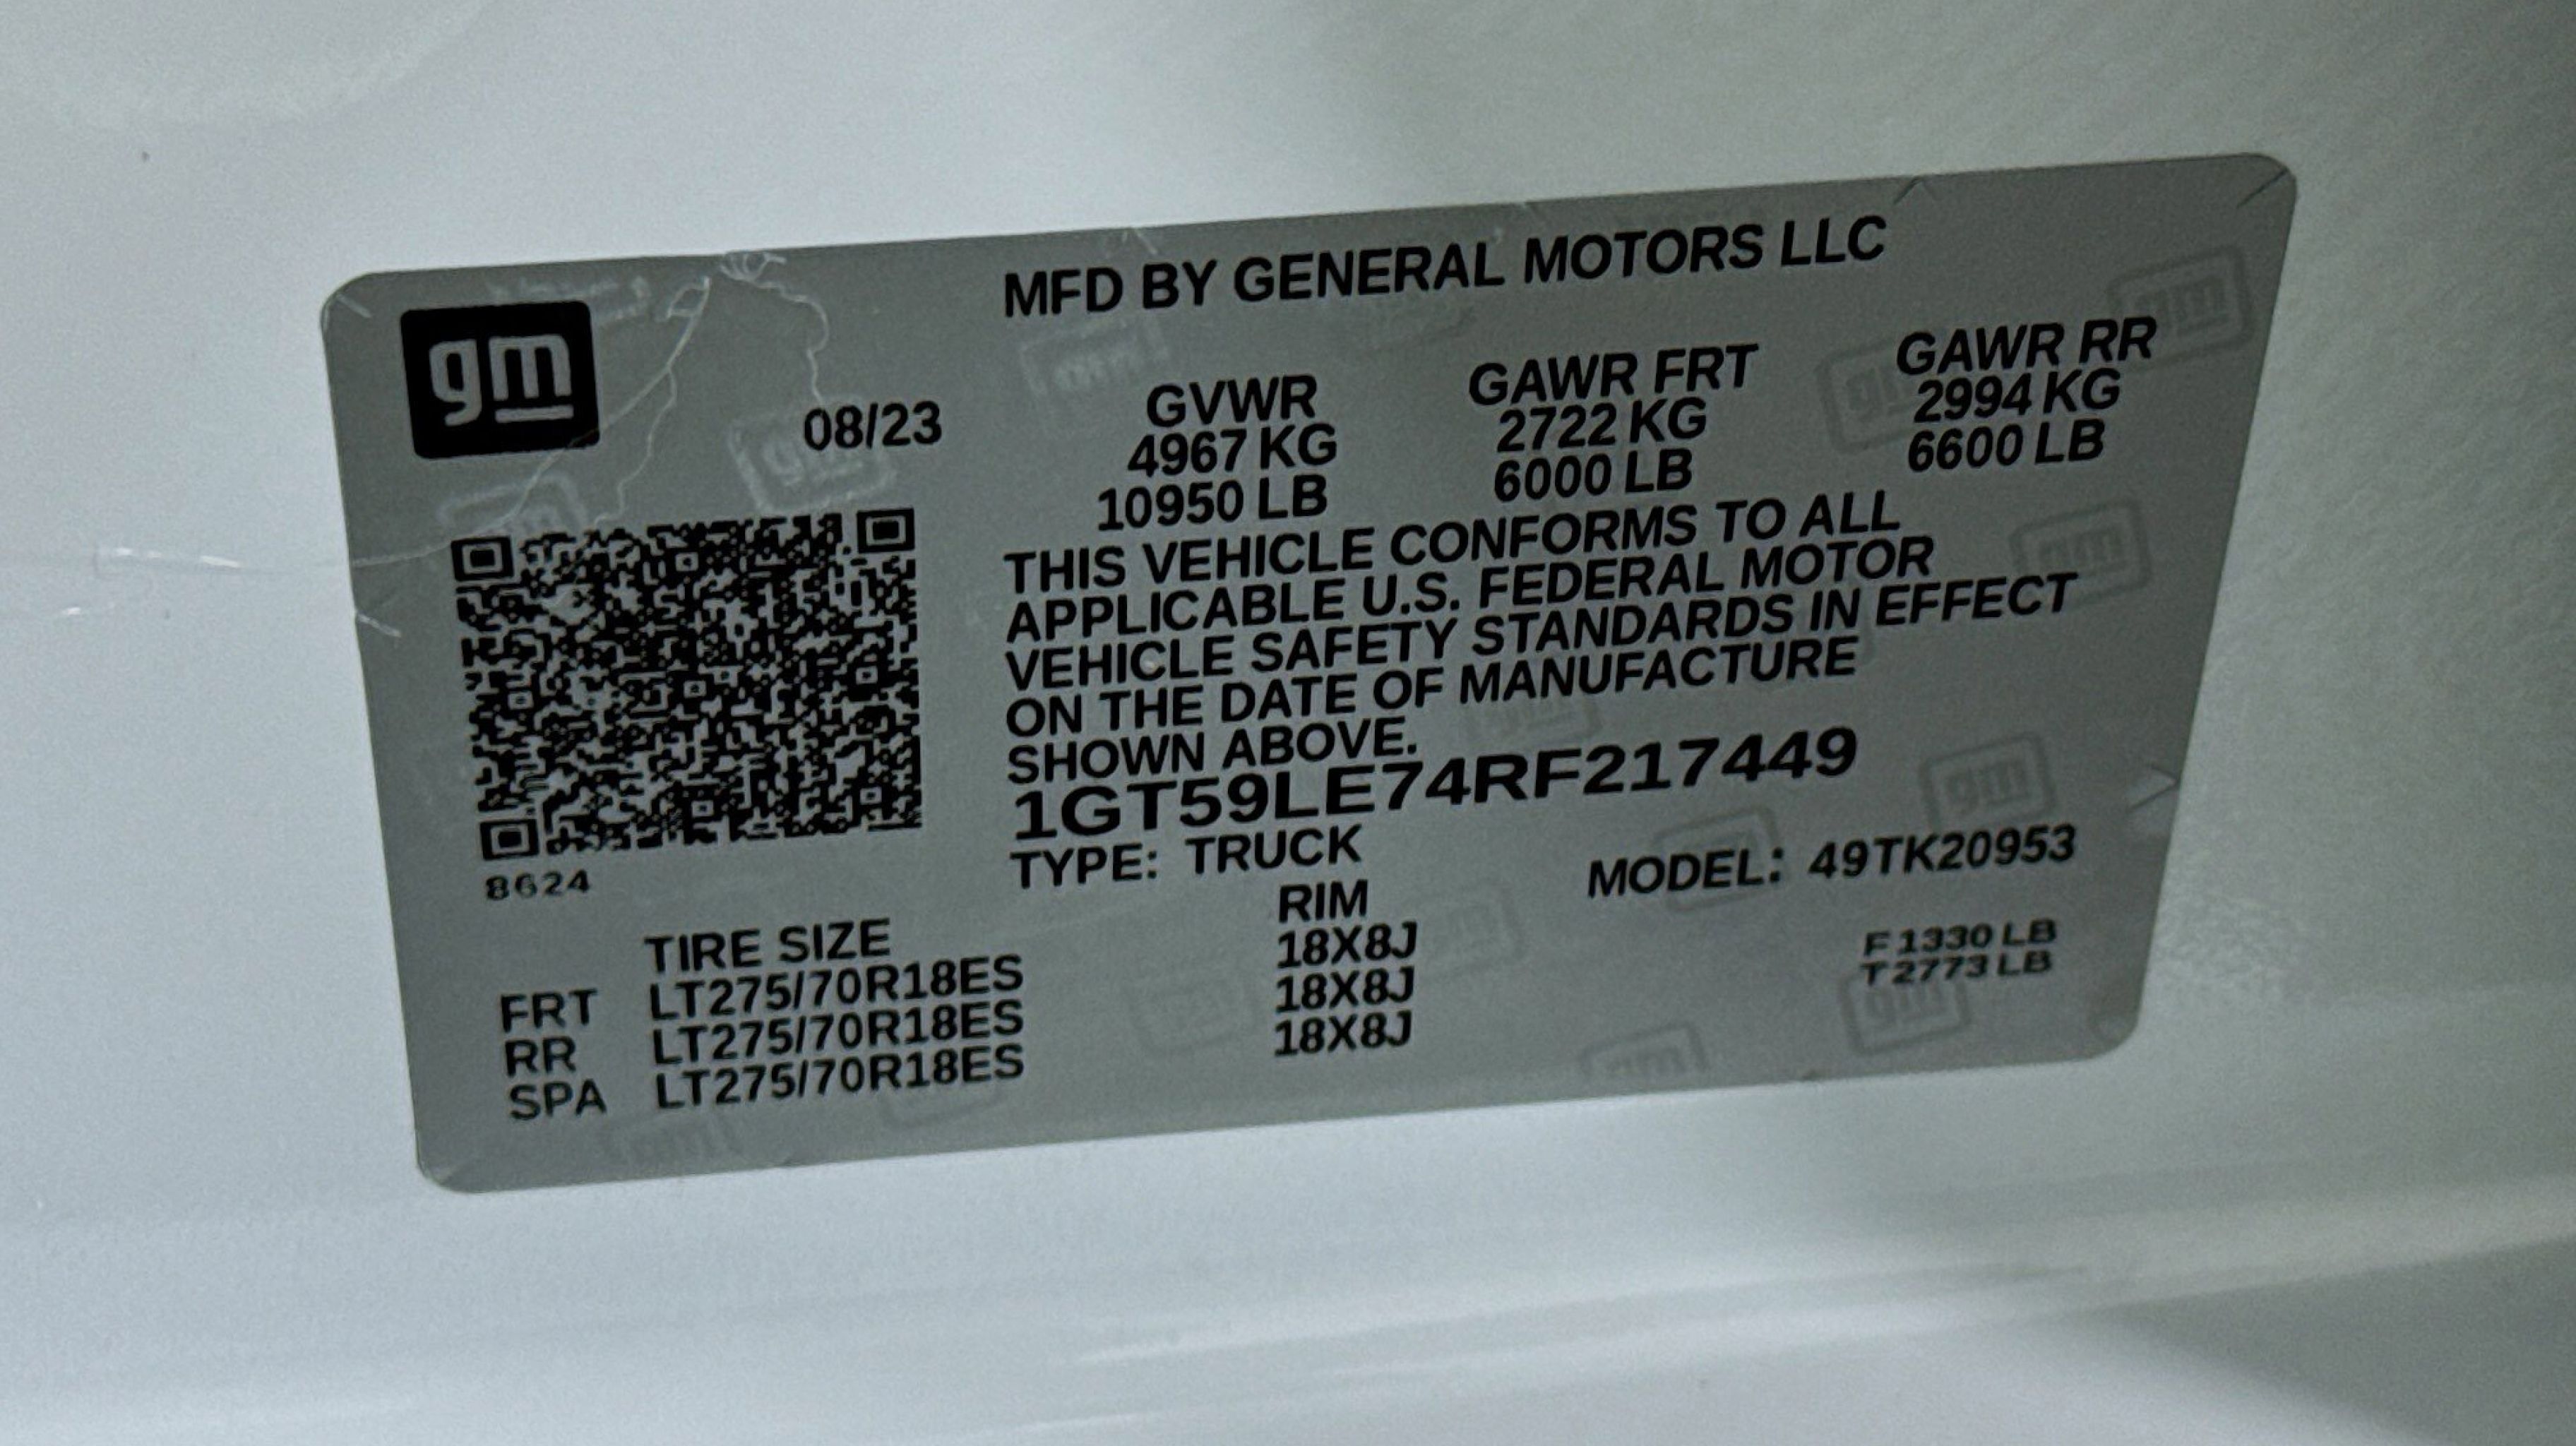 gm
MFD BY GENERAL MOTORS LLC
08/23
GVWR GAWR FRT GAWR RR
4967 KG 2722 KG 2994 KG
10950 LB 6000 LB 6600 LB
THIS VEHICLE CONFORMS TO ALL
APPLICABLE U.S. FEDERAL MOTOR
VEHICLE SAFETY STANDARDS IN EFFECT
ON THE DATE OF MANUFACTURE
SHOWN ABOVE.
1GT59LE74RF217449
TYPE: TRUCK MODEL: 49TK20953
8624
TIRE SIZE RIM
FRT LT275/70R18ES 18X8J
RR LT275/70R18ES 18X8J
SPA LT275/70R18ES 18X8J
F 1330 LB
T 2773 LB